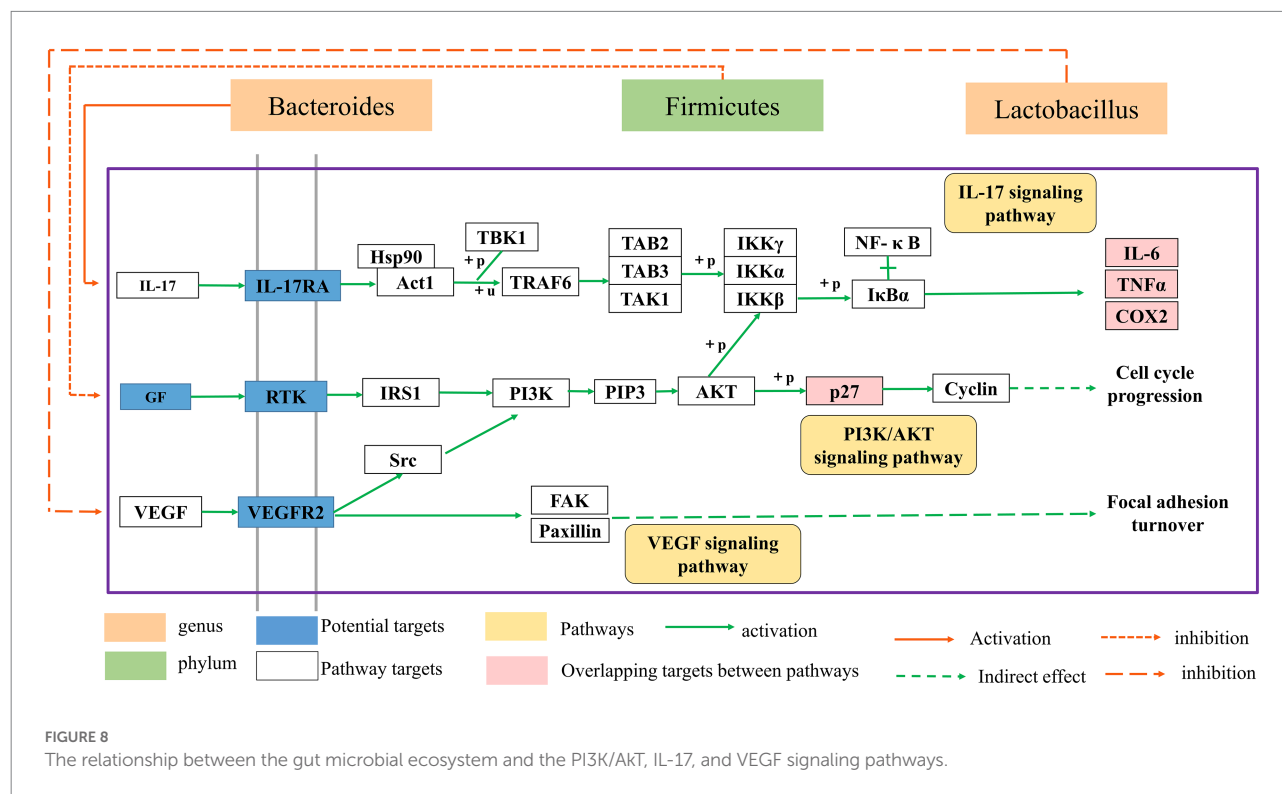 Bacteroides
Firmicutes
Lactobacillus
IL-17 signaling
pathway
TBK1
Hsp90
+ p
TAB2
IKKγ
NF- κ B
IL-6
IL-17
IL-17RA
Act1
+ u
TRAF6
TAB3
+ p
IKKα
+ p
TNFα
TAK1
IKKβ
IκBα
COX2
+ p
GF
RTK
IRS1
PI3K
PIP3
AKT
+ p
p27
Cyclin
Cell cycle
progression
PI3K/AKT
signaling pathway
Src
VEGF
VEGFR2
FAK
Paxillin
Focal adhesion
turnover
VEGF signaling
pathway
genus
Potential targets
Pathways
activation
Activation
inhibition
phylum
Pathway targets
Overlapping targets between pathways
Indirect effect
inhibition
FIGURE 8
The relationship between the gut microbial ecosystem and the PI3K/AkT, IL-17, and VEGF signaling pathways.